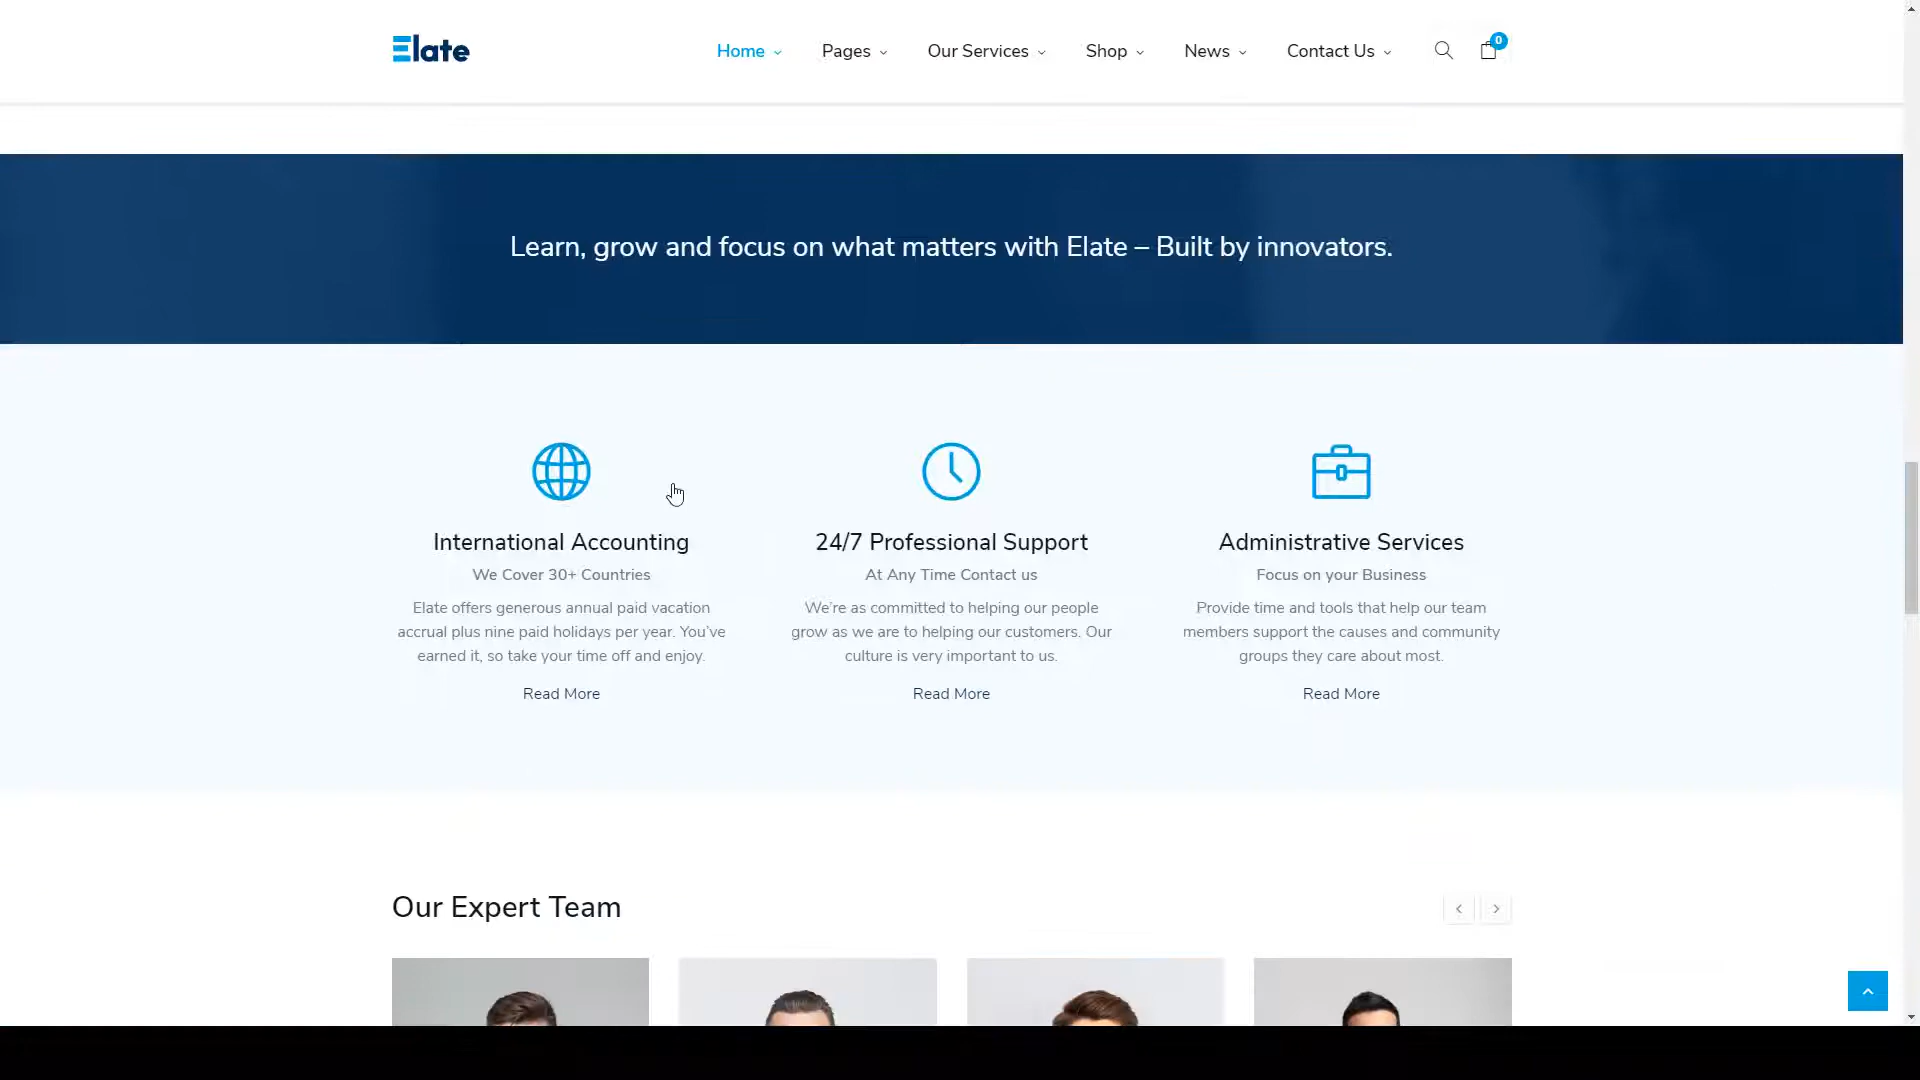 Elate
Home
Pages
Our Services
Shop
News
Contact Us
0
Learn, grow and focus on what matters with Elate – Built by innovators.
International Accounting
We Cover 30+ Countries
Elate offers generous annual paid vacation
accrual plus nine paid holidays per year. You’ve
earned it, so take your time off and enjoy.
Read More
24/7 Professional Support
At Any Time Contact us
We’re as committed to helping our people
grow as we are to helping our customers. Our
culture is very important to us.
Read More
Administrative Services
Focus on your Business
Provide time and tools that help our team
members support the causes and community
groups they care about most.
Read More
Our Expert Team